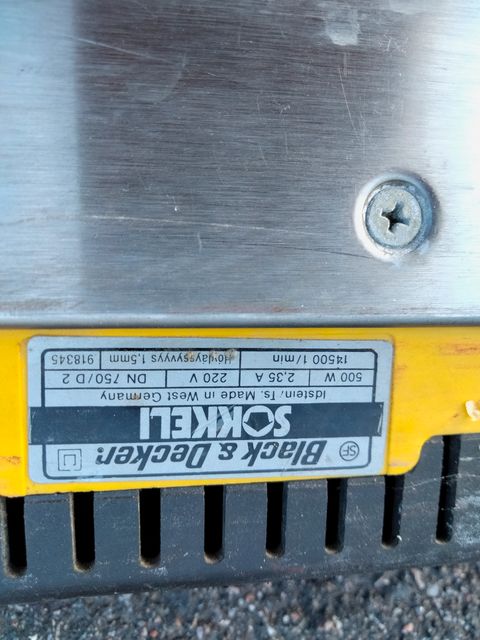 SF Black & Decker®
SOKKELI
Idstein/Ts. Made in West Germany
500 W 2,35 A 220 V DN 750/D 2
14500 1/min Höyläyssyvyys 1,5mm 918345